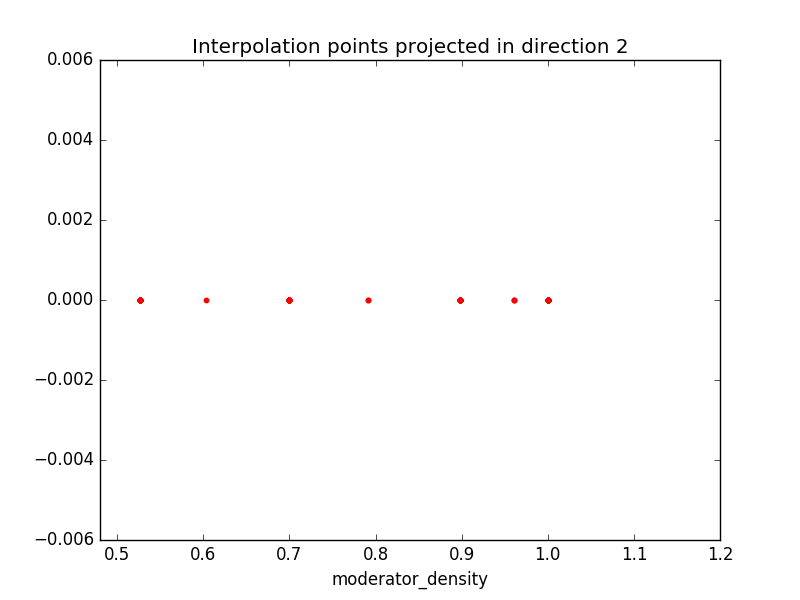 Interpolation points projected in direction 2
0.006
0.004
0.002
0.000
−0.002
−0.004
−0.006
0.5 0.6 0.7 0.8 0.9 1.0 1.1 1.2
moderator_density